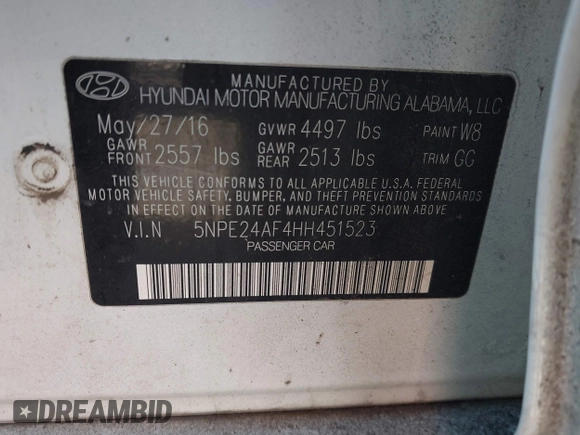 MANUFACTURED BY
HYUNDAI MOTOR MANUFACTURING ALABAMA, LLC
May/27/16 GVWR 4497 lbs PAINT W8
GAWR FRONT 2557 lbs GAWR REAR 2513 lbs TRIM GG
THIS VEHICLE CONFORMS TO ALL APPLICABLE U.S.A. FEDERAL
MOTOR VEHICLE SAFETY, BUMPER, AND THEFT PREVENTION STANDARDS
IN EFFECT ON THE DATE OF MANUFACTURE SHOWN ABOVE
V.I.N 5NPE24AF4HH451523
PASSENGER CAR
DREAMBID